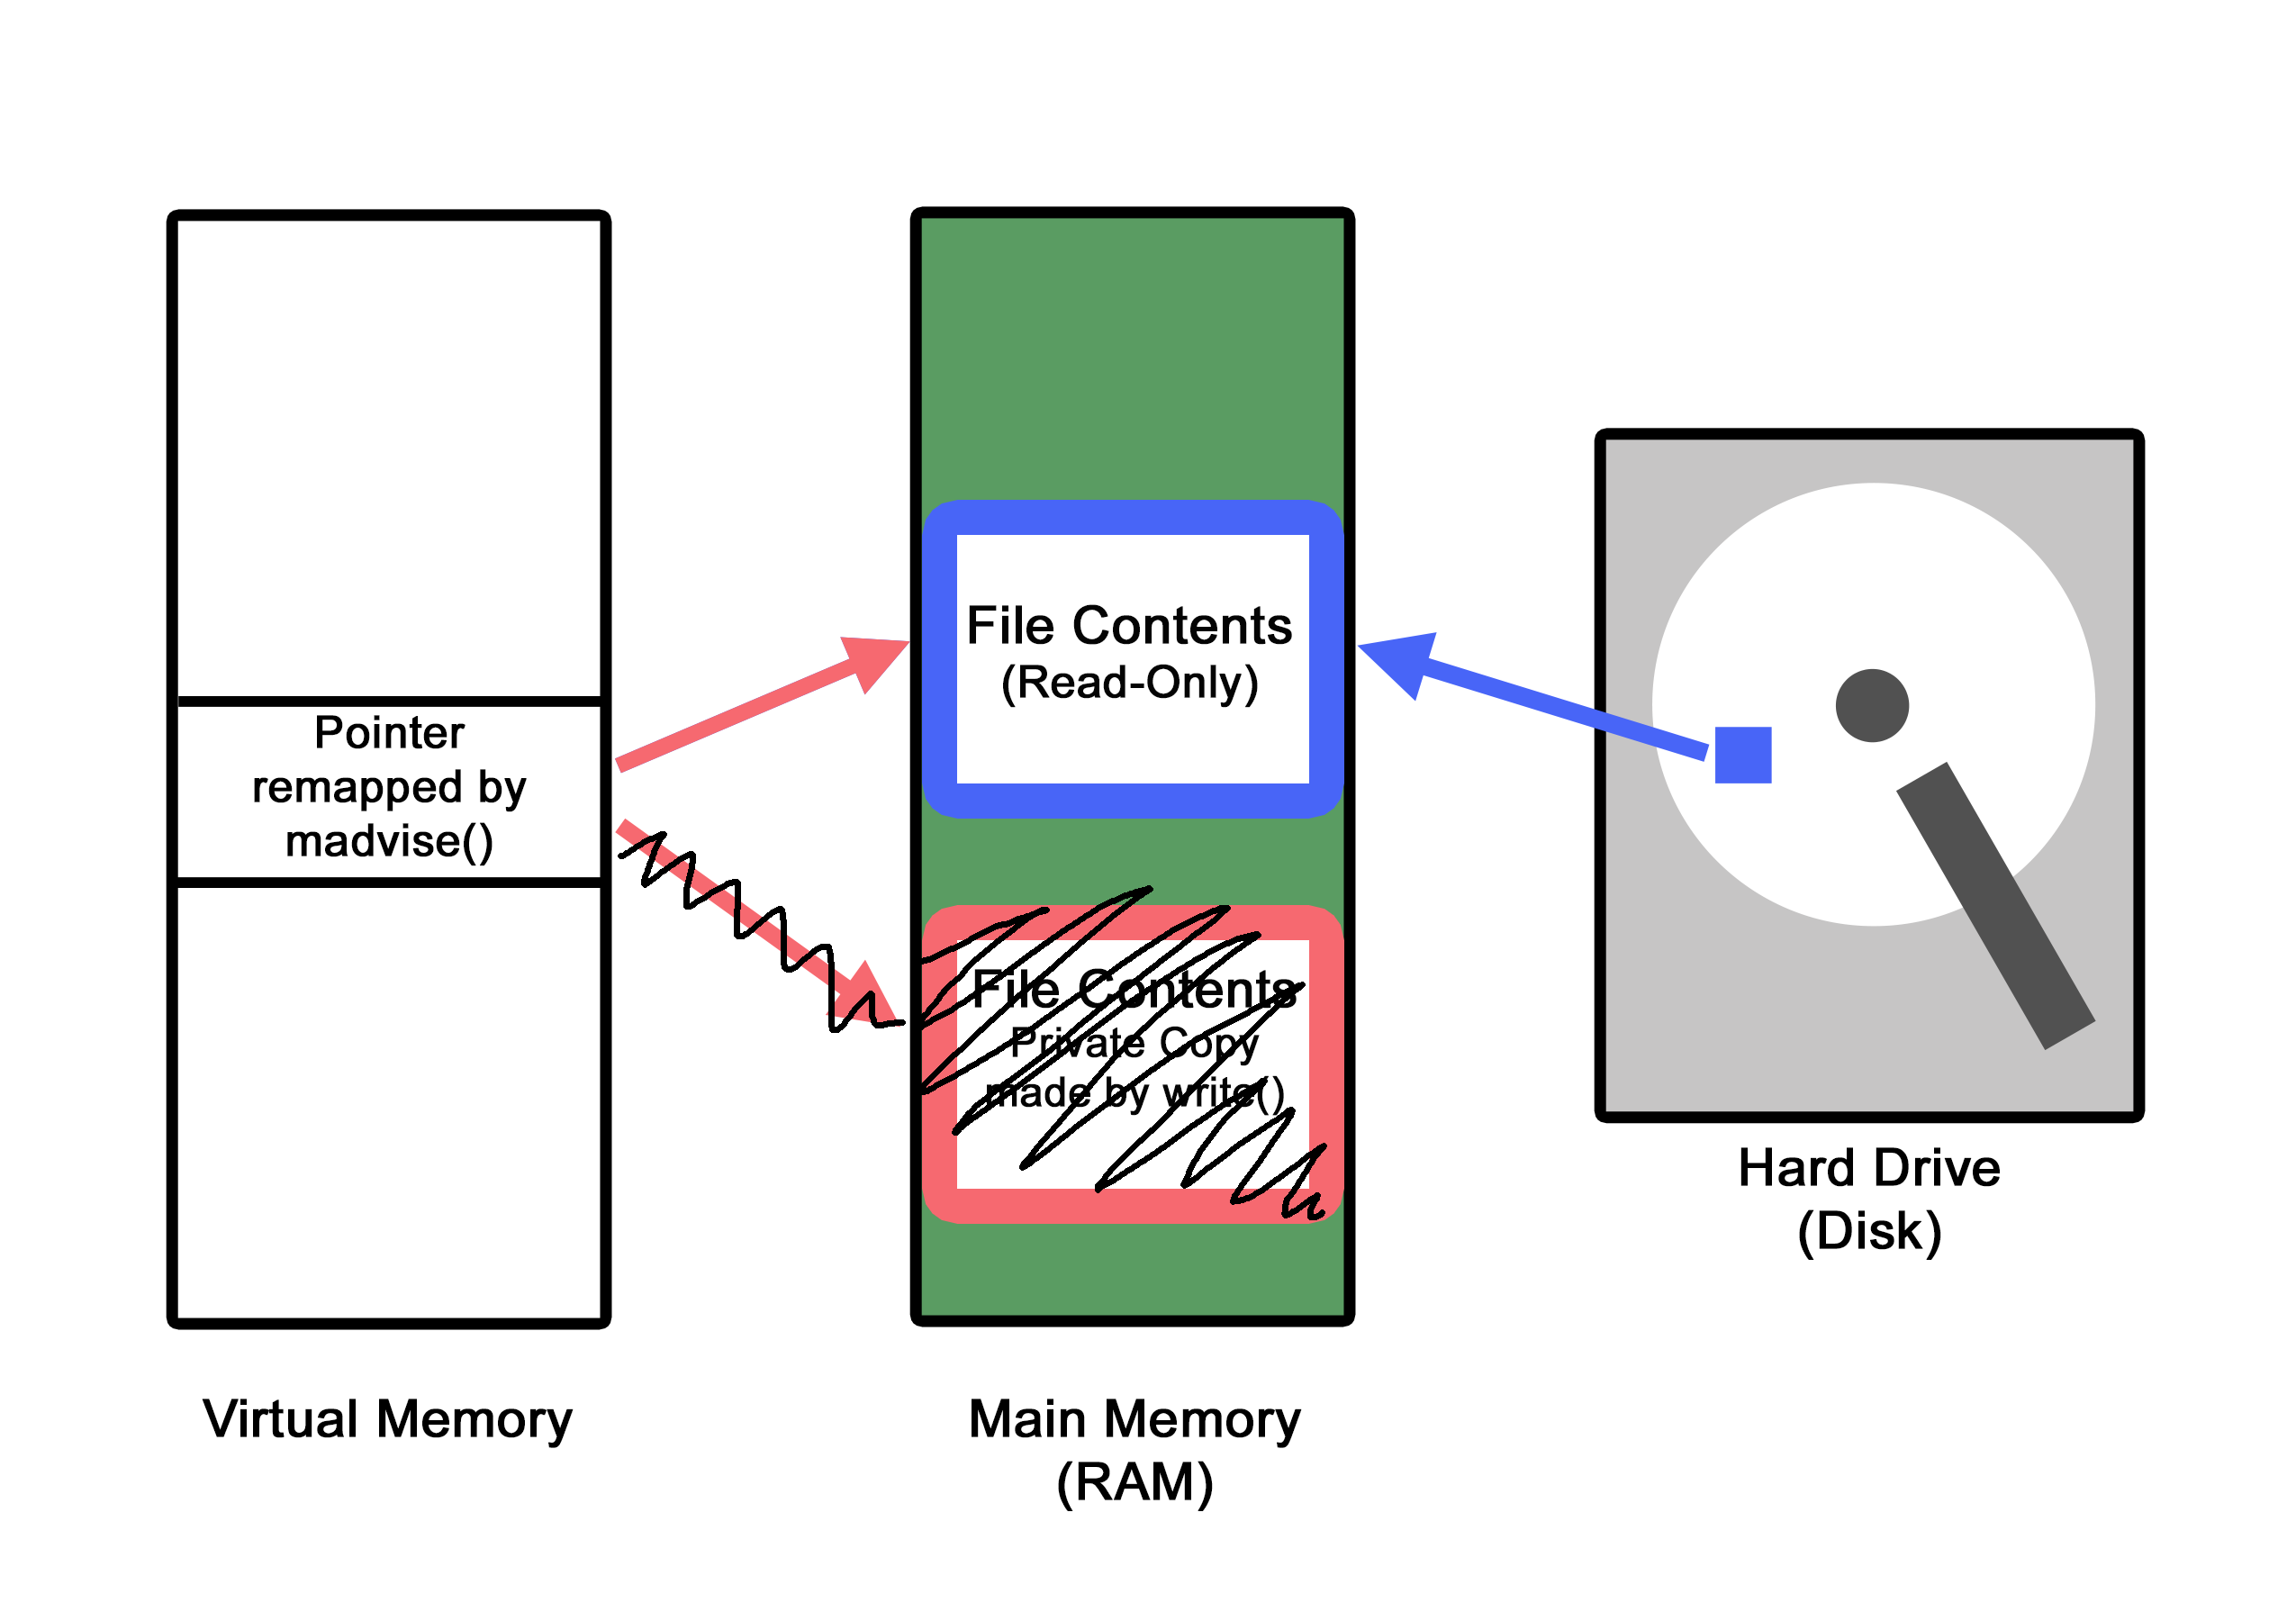 Pointer
remapped by
madvise()
File Contents
(Read-Only)
File Contents
Private Copy
made by write()
Hard Drive
(Disk)
Virtual Memory
Main Memory
(RAM)